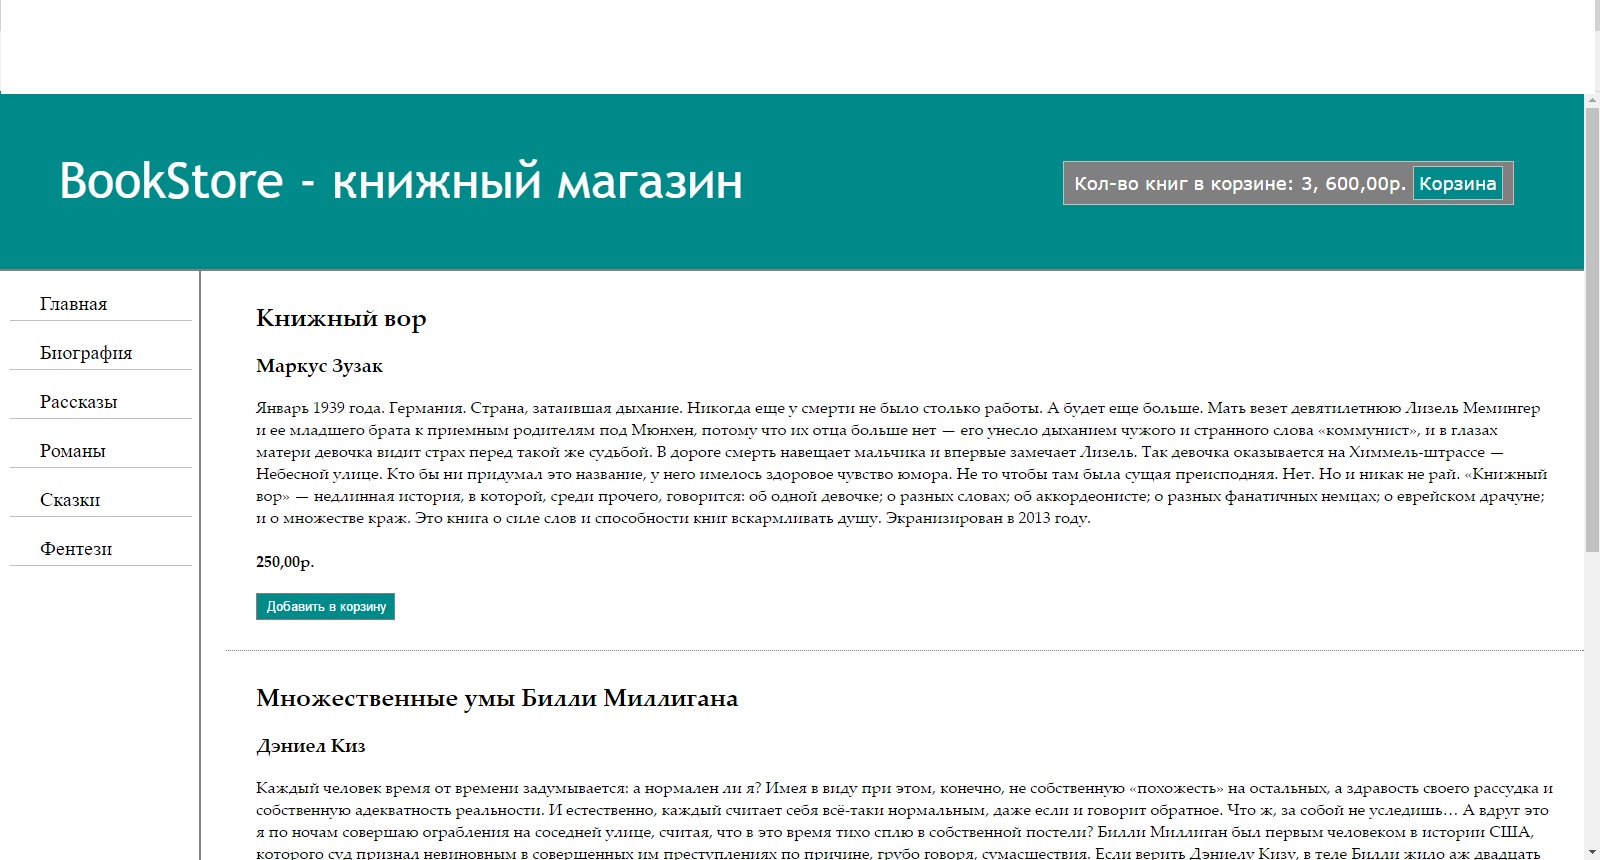 BookStore - книжный магазин
Кол-во книг в корзине: 3, 600,00р. Корзина
Главная
Биография
Рассказы
Романы
Сказки
Фентези
Книжный вор
Маркус Зузак
Январь 1939 года. Германия. Страна, затаившая дыхание. Никогда еще у смерти не было столько работы. А будет еще больше. Мать везет девятилетнюю Лизель Мемингер
и ее младшего брата к приемным родителям под Мюнхен, потому что их отца больше нет — его унесло дыханием чужого и странного слова «коммунист», и в глазах
матери девочка видит страх перед такой же судьбой. В дороге смерть навещает мальчика и впервые замечает Лизель. Так девочка оказывается на Химмель-штрассе —
Небесной улице. Кто бы ни придумал это название, у него имелось здоровое чувство юмора. Не то чтобы там была сущая преисподняя. Нет. Но и никак не рай. «Книжный
вор» — недлинная история, в которой, среди прочего, говорится: об одной девочке; о разных словах; об аккордеонисте; о разных фанатичных немцах; о еврейском драчуне;
и о множестве краж. Это книга о силе слов и способности книг вскармливать душу. Экранизирован в 2013 году.
250,00р.
Добавить в корзину
Множественные умы Билли Миллигана
Дэниел Киз
Каждый человек время от времени задумывается: а нормален ли я? Имея в виду при этом, конечно, не собственную «похожесть» на остальных, а здравость своего рассудка и
собственную адекватность реальности. И естественно, каждый считает себя всё-таки нормальным, даже если и говорит обратное. Что ж, за собой не уследишь… А вдруг это
я по ночам совершаю ограбления на соседней улице, считая, что в это время тихо сплю в собственной постели? Билли Миллиган был первым человеком в истории США,
которого суд признал невиновным в совершенных им преступлениях по причине, грубо говоря, сумасшествия. Если верить Дэниелу Кизу, в теле Билли жило аж двадцать